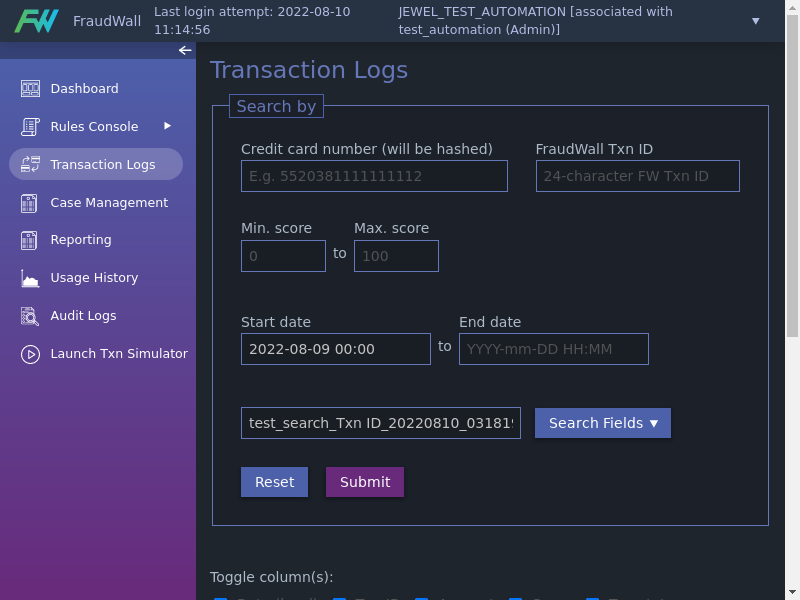 FW FraudWall
Last login attempt: 2022-08-10
11:14:56
JEWEL_TEST_AUTOMATION [associated with
test_automation (Admin)]
Dashboard
Rules Console
Transaction Logs
Case Management
Reporting
Usage History
Audit Logs
Launch Txn Simulator
Transaction Logs
Search by
Credit card number (will be hashed)
FraudWall Txn ID
E.g. 5520381111111112
24-character FW Txn ID
Min. score
Max. score
0
to
100
Start date
End date
2022-08-09 00:00
to
YYYY-mm-DD HH:MM
test_search_Txn ID_20220810_03181
Search Fields ▼
Reset
Submit
Toggle column(s):